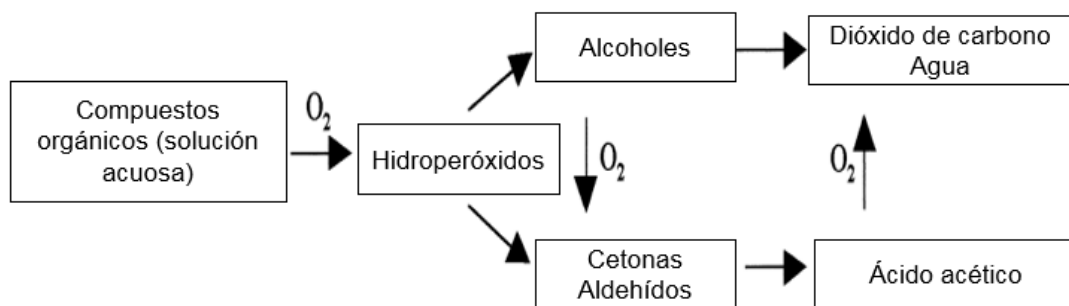 Compuestos
orgánicos (solución
acuosa)
O₂
Hidroperóxidos
Alcoholes
O₂
Cetonas
Aldehídos
Dióxido de carbono
Agua
O₂
Ácido acético